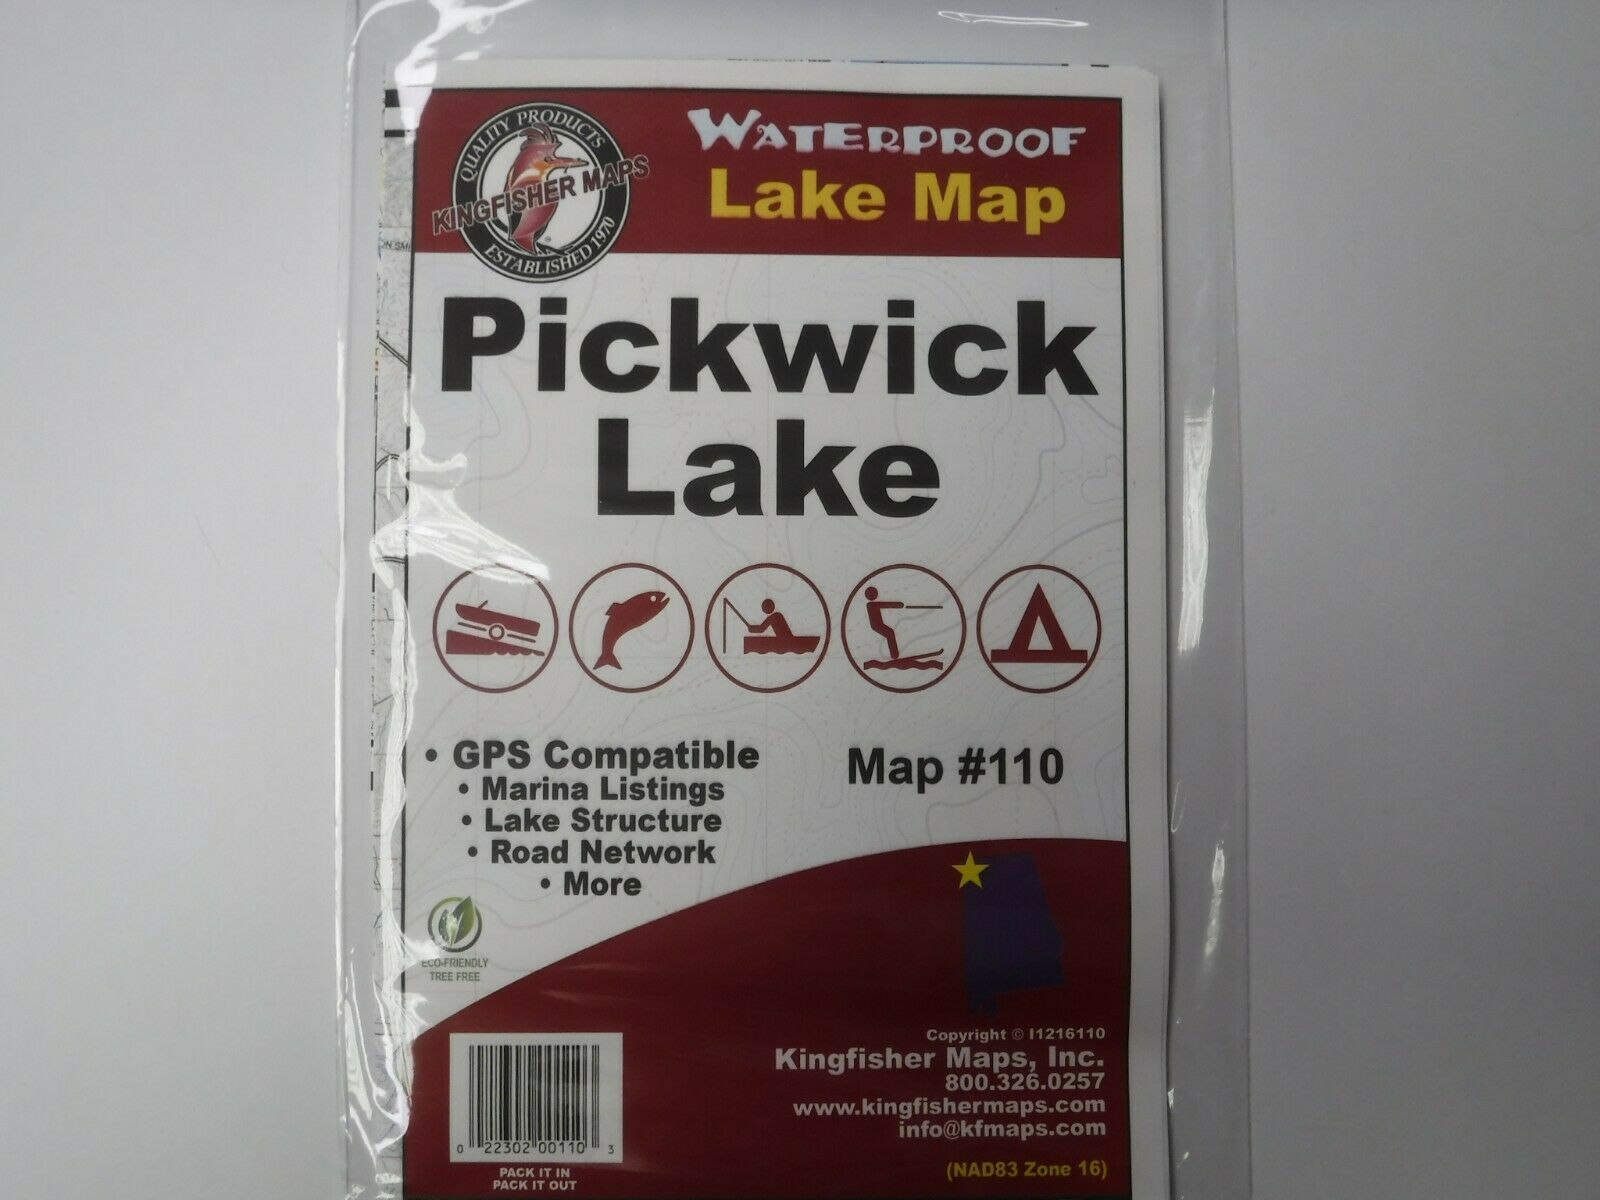 QUALITY PRODUCTS
KINGFISHER MAPS
ESTABLISHED 1970
WATERPROOF
Lake Map
Pickwick
Lake
• GPS Compatible
• Marina Listings
• Lake Structure
• Road Network
• More
Map #110
ECO-FRIENDLY
TREE FREE
Copyright © I1216110
Kingfisher Maps, Inc.
800.326.0257
www.kingfishermaps.com
info@kfmaps.com
(NAD83 Zone 16)
0 22302 00110 3
PACK IT IN
PACK IT OUT